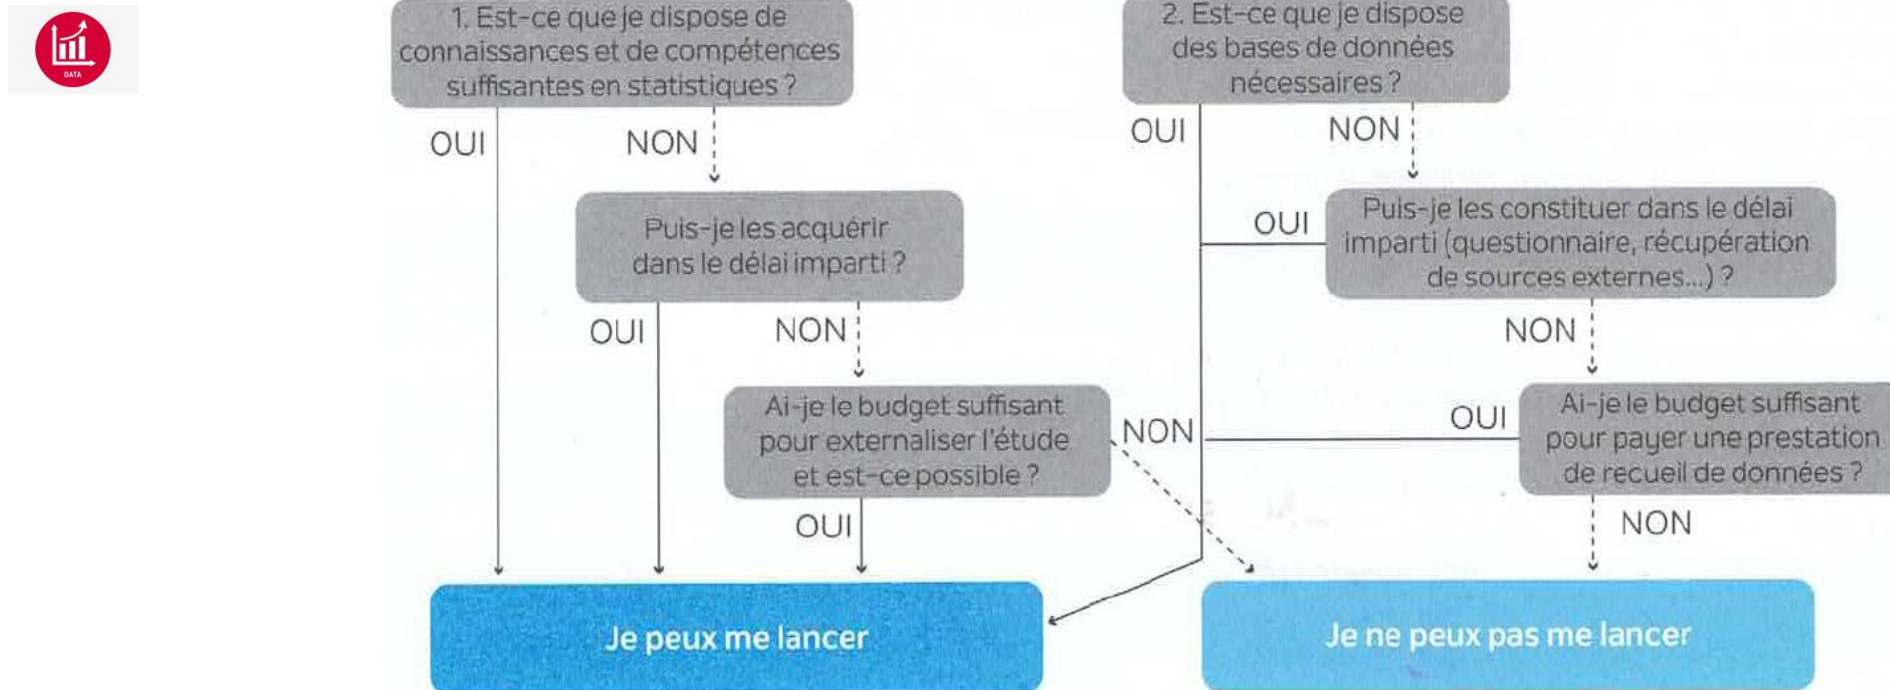 DATA
1. Est-ce que je dispose de
connaissances et de compétences
suffisantes en statistiques ?
OUI
NON
Puis-je les acquérir
dans le délai imparti ?
OUI
NON
Ai-je le budget suffisant
pour externaliser l'étude
et est-ce possible ?
NON
OUI
2. Est-ce que je dispose
des bases de données
nécessaires ?
OUI
NON
Puis-je les constituer dans le délai
imparti (questionnaire, récupération
de sources externes...) ?
OUI
NON
Ai-je le budget suffisant
pour payer une prestation
de recueil de données ?
OUI
NON
Je peux me lancer
Je ne peux pas me lancer